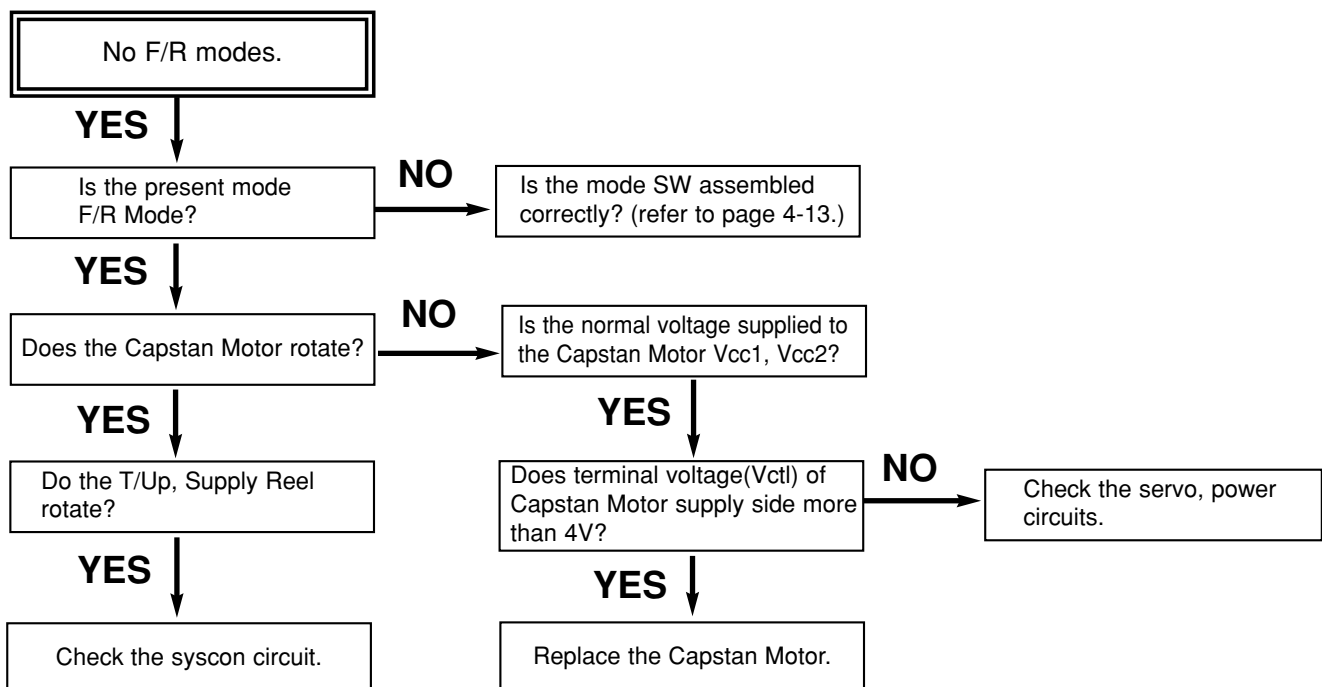 No F/R modes.
YES
Is the present mode
F/R Mode?
NO
Is the mode SW assembled
correctly? (refer to page 4-13.)
YES
Does the Capstan Motor rotate?
NO
Is the normal voltage supplied to
the Capstan Motor Vcc1, Vcc2?
YES
YES
Do the T/Up, Supply Reel
rotate?
Does terminal voltage(Vctl) of
Capstan Motor supply side more
than 4V?
NO
Check the servo, power
circuits.
YES
YES
Check the syscon circuit.
Replace the Capstan Motor.